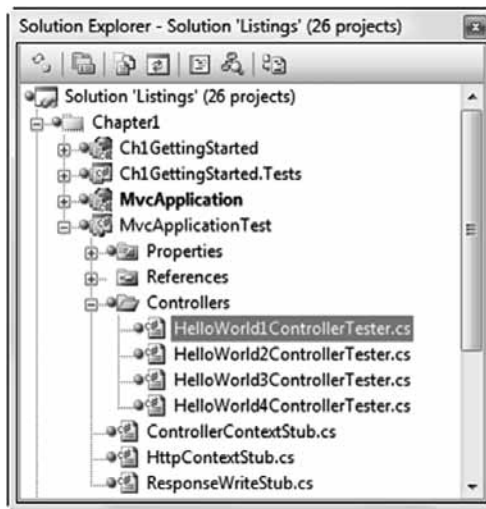 Solution Explorer - Solution 'Listings' (26 projects)
Solution 'Listings' (26 projects)
Chapter1
Ch1GettingStarted
Ch1GettingStarted.Tests
MvcApplication
MvcApplicationTest
Properties
References
Controllers
HelloWorld1ControllerTester.cs
HelloWorld2ControllerTester.cs
HelloWorld3ControllerTester.cs
HelloWorld4ControllerTester.cs
ControllerContextStub.cs
HttpContextStub.cs
ResponseWriteStub.cs